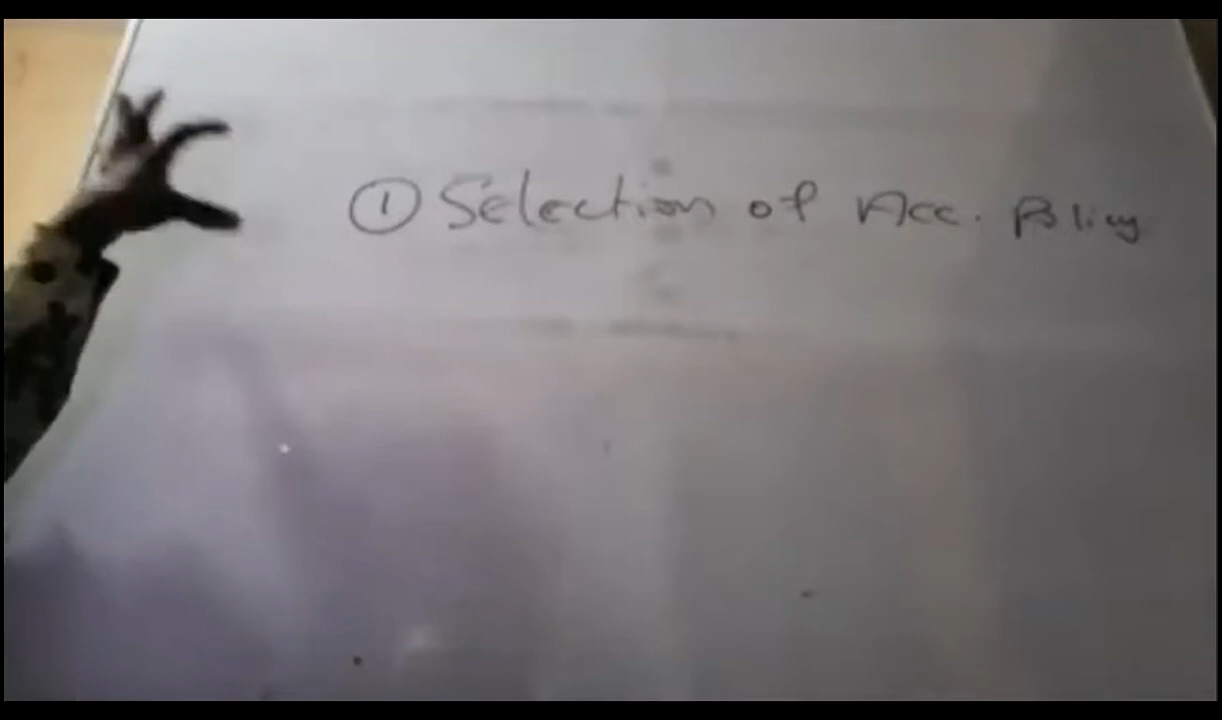 ① Selection of Acc. Policy